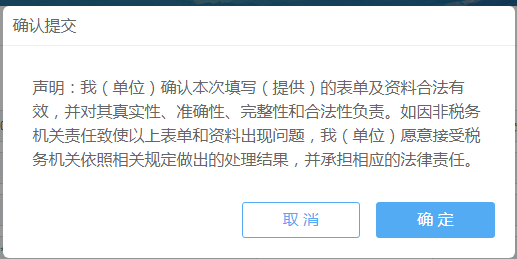 确认提交
声明：我（单位）确认本次填写（提供）的表单及资料合法有
效，并对其真实性、准确性、完整性和合法性负责。如因非税务
机关责任致使以上表单和资料出现问题，我（单位）愿意接受税
务机关依照相关规定做出的处理结果，并承担相应的法律责任。
取 消
确 定